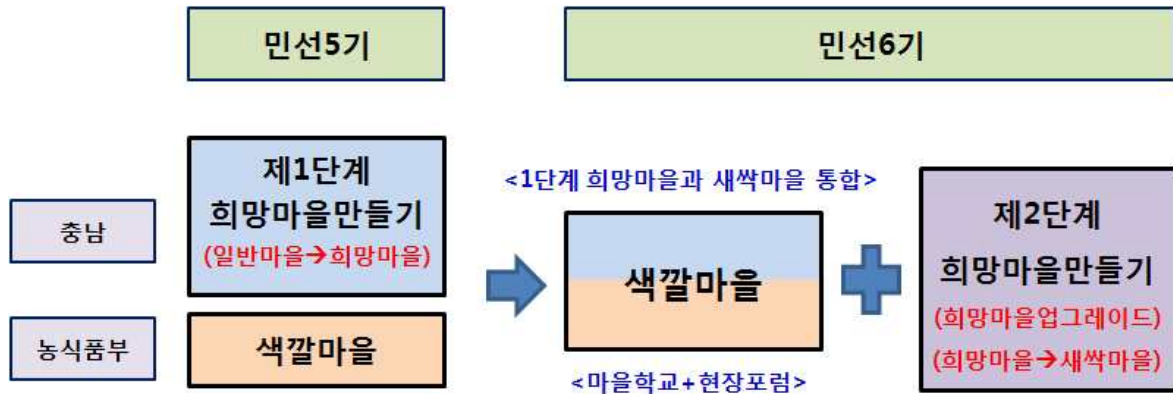 민선5기
민선6기
충남
제1단계
희망마을만들기
(일반마을→희망마을)
농식품부
색깔마을
<1단계 희망마을과 새싹마을 통합>
색깔마을
<마을학교+현장포럼>
제2단계
희망마을만들기
(희망마을업그레이드)
(희망마을→새싹마을)